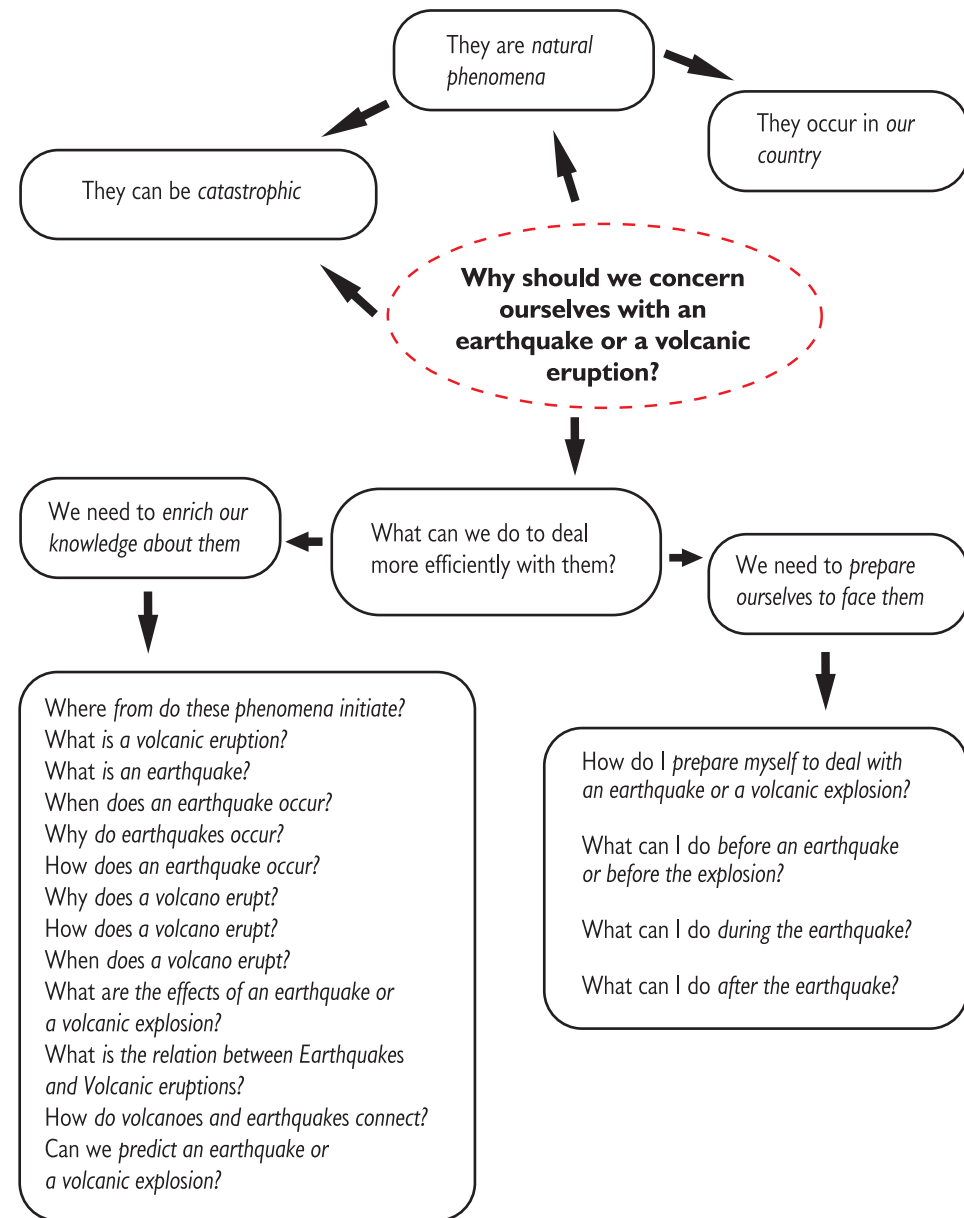 They are natural
phenomena
They occur in our
country
They can be catastrophic
Why should we concern
ourselves with an
earthquake or a volcanic
eruption?
We need to enrich our
knowledge about them
What can we do to deal
more efficiently with them?
We need to prepare
ourselves to face them
Where from do these phenomena initiate?
What is a volcanic eruption?
What is an earthquake?
When does an earthquake occur?
Why do earthquakes occur?
How does an earthquake occur?
Why does a volcano erupt?
How does a volcano erupt?
When does a volcano erupt?
What are the effects of an earthquake or
a volcanic explosion?
What is the relation between Earthquakes
and Volcanic eruptions?
How do volcanoes and earthquakes connect?
Can we predict an earthquake or
a volcanic explosion?
How do I prepare myself to deal with
an earthquake or a volcanic explosion?
What can I do before an earthquake
or before the explosion?
What can I do during the earthquake?
What can I do after the earthquake?